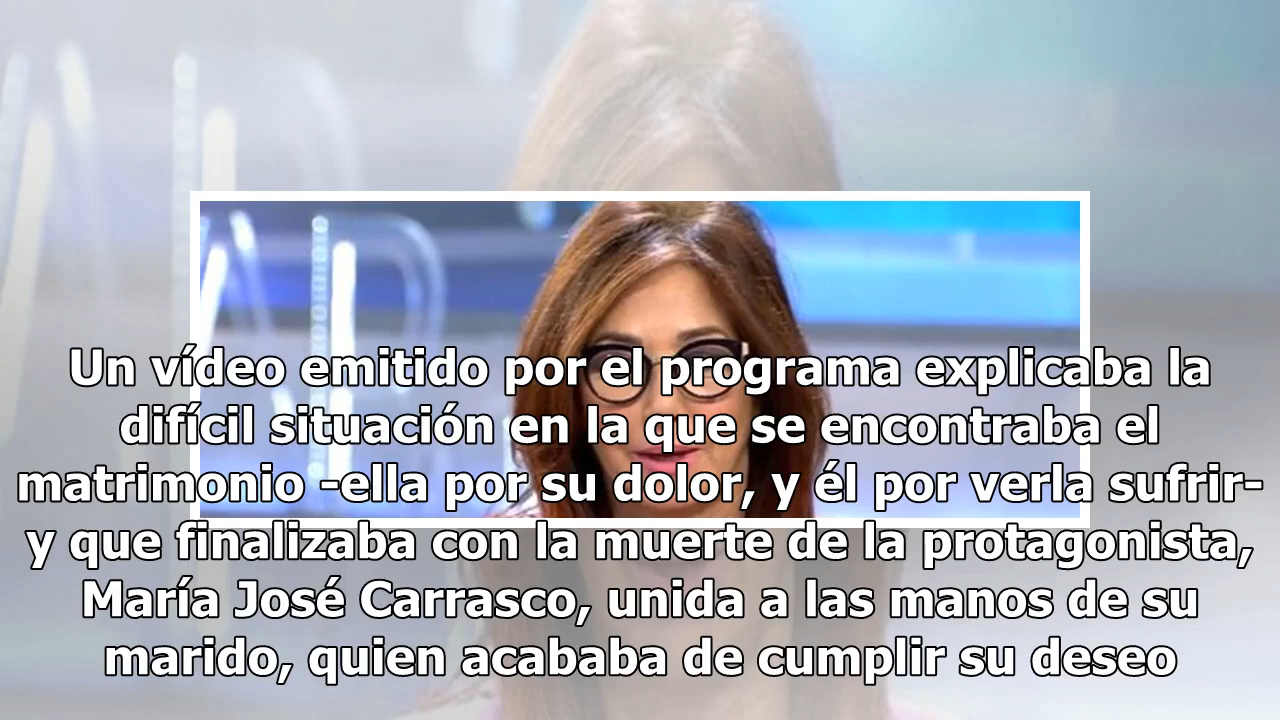 Un vídeo emitido por el programa explicaba la
difícil situación en la que se encontraba el
matrimonio -ella por su dolor, y él por verla sufrir-
y que finalizaba con la muerte de la protagonista,
María José Carrasco, unida a las manos de su
marido, quien acababa de cumplir su deseo